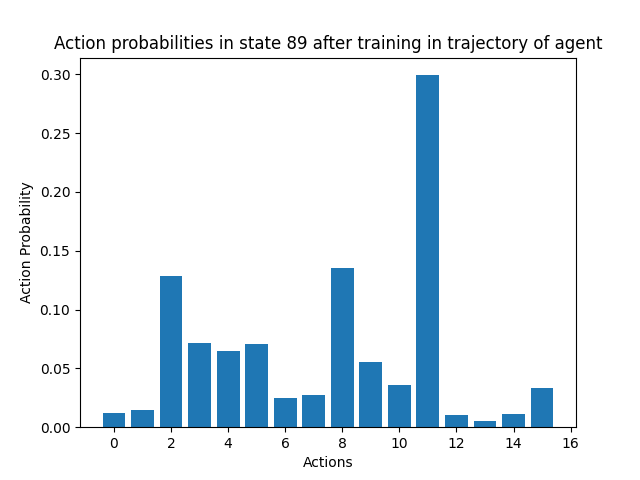 Action probabilities in state 89 after training in trajectory of agent
0.30
0.25
0.20
0.15
0.10
0.05
0.00
Action Probability
0 2 4 6 8 10 12 14 16
Actions